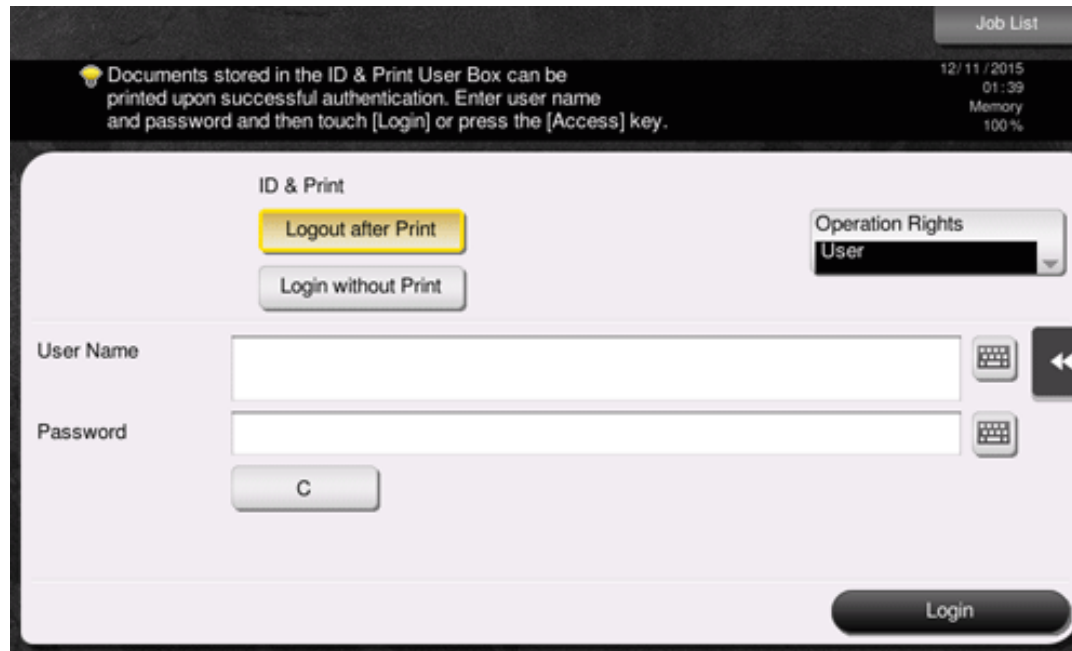 Job List
Documents stored in the ID & Print User Box can be
printed upon successful authentication. Enter user name
and password and then touch [Login] or press the [Access] key.
12/11/2015
01:39
Memory
100%
ID & Print
Logout after Print
Operation Rights
User
Login without Print
User Name
Password
C
Login